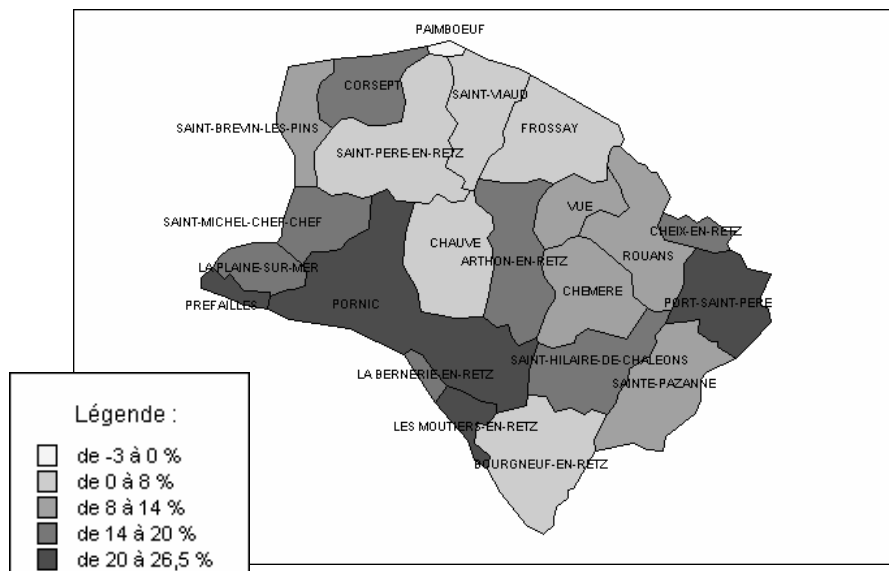 PAIMBOEUF
CORSEPT
SAINT-VIAUD
SAINT-BREVIN-LES-PINS
FROSSAY
SAINT-PERE-EN-RETZ
SAINT-MICHEL-CHEF-CHEF
VUE
CHEIX-EN-RETZ
CHAUVE
ARTHON-EN-RETZ
ROUANS
LA PLAINE-SUR-MER
CHEMERE
PREFAILLES
PORNIC
PORT-SAINT-PERE
SAINT-HILAIRE-DE-CHALEONS
LA BERNERIE-EN-RETZ
SAINTE-PAZANNE
LES MOUTIERS-EN-RETZ
BOURGNEUF-EN-RETZ
Légende :
de -3 à 0 %
de 0 à 8 %
de 8 à 14 %
de 14 à 20 %
de 20 à 26,5 %